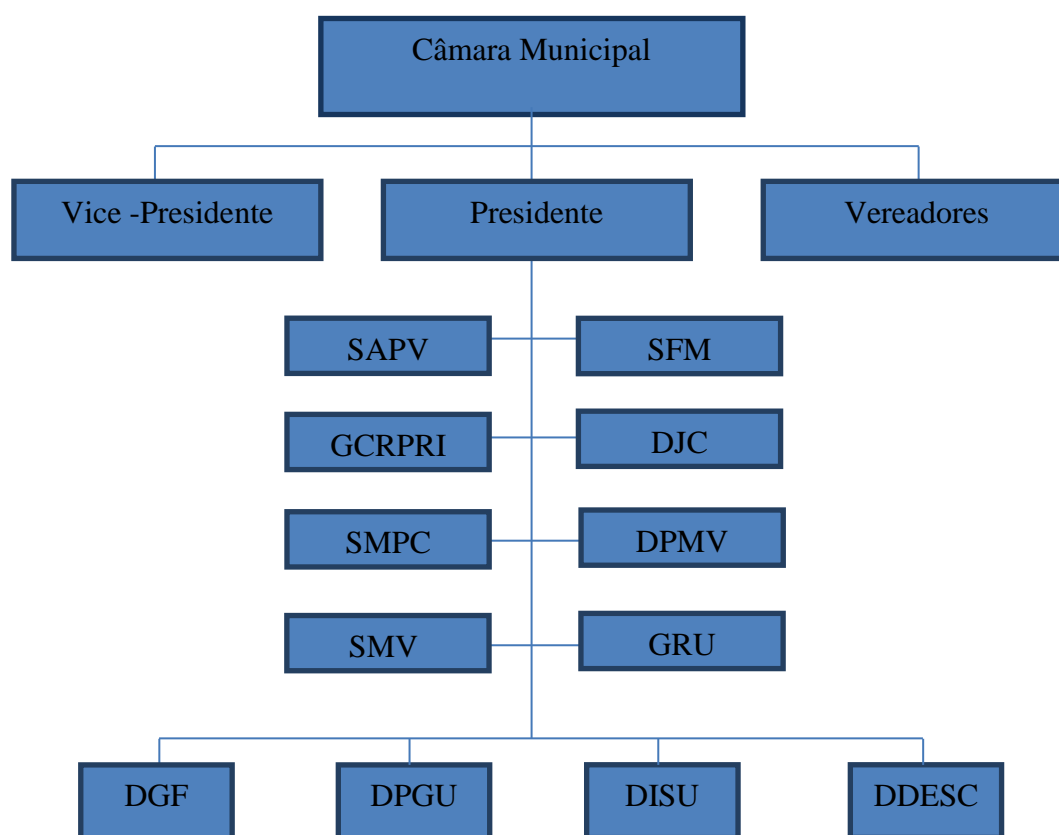 Câmara Municipal
Vice -Presidente
Presidente
Vereadores
SAPV
SFM
GCRPRI
DJC
SMPC
DPMV
SMV
GRU
DGF
DPGU
DISU
DDESC